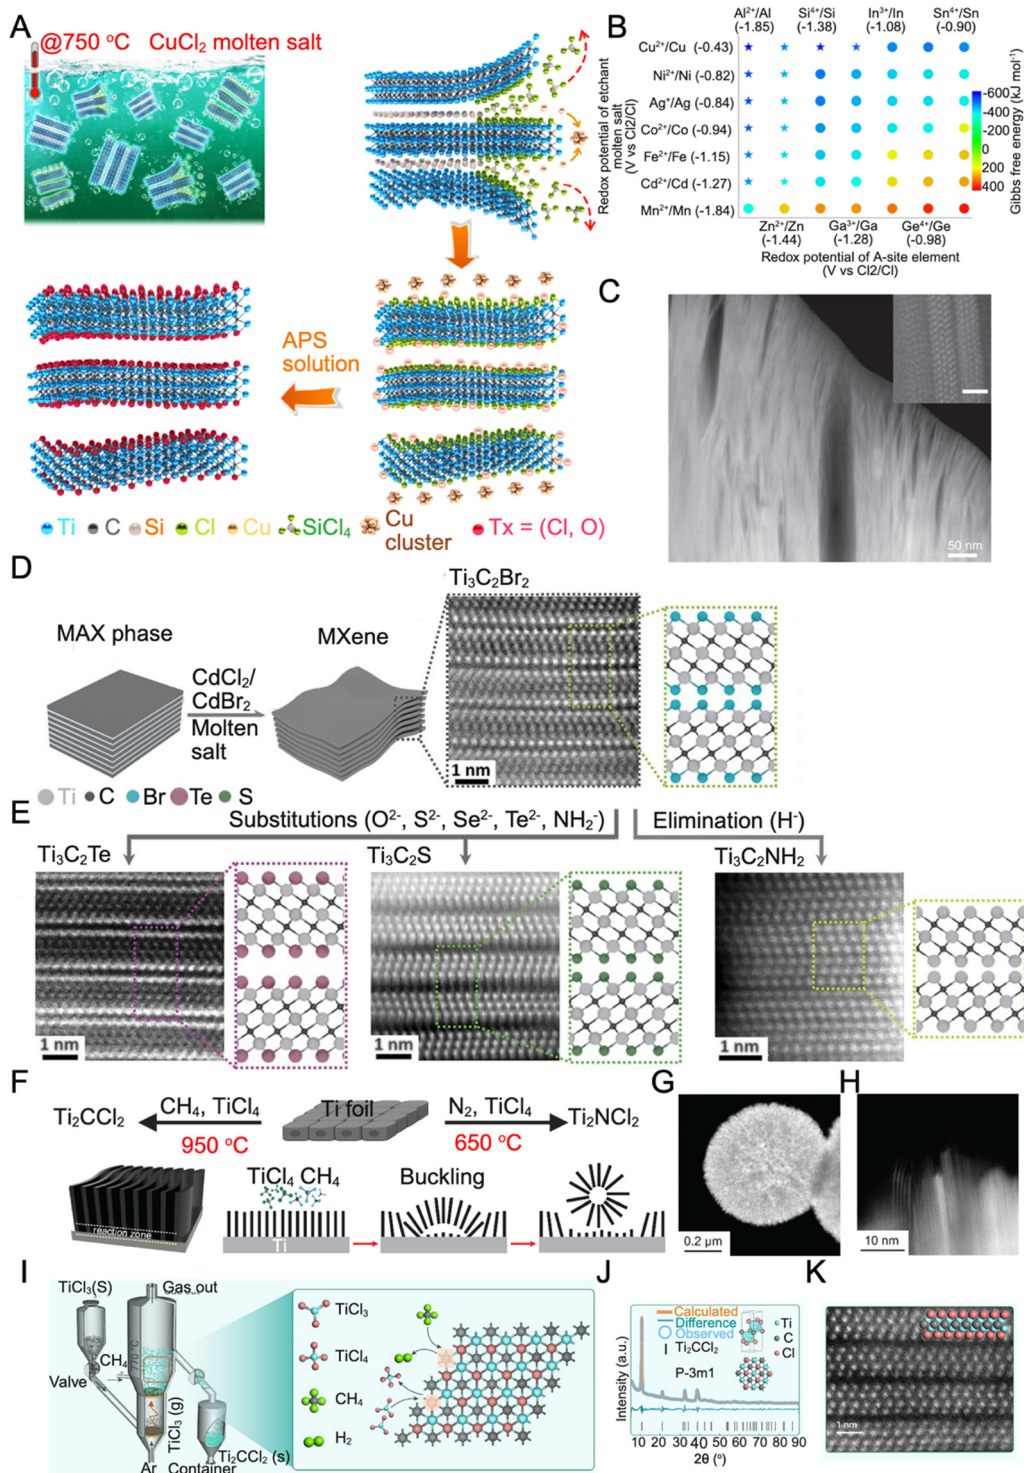 A
@750 °C CuCl₂ molten salt
APS
solution
Ti C Si Cl Cu SiCl₄ Cu
cluster
Tx = (Cl, O)
B
Al²⁺/Al
(-1.85)
Si⁴⁺/Si
(-1.38)
In³⁺/In
(-1.08)
Sn⁴⁺/Sn
(-0.90)
Redox potential of etchant
molten salt
(V vs Cl2/Cl)
Cu²⁺/Cu (-0.43)
Ni²⁺/Ni (-0.82)
Ag⁺/Ag (-0.84)
Co²⁺/Co (-0.94)
Fe²⁺/Fe (-1.15)
Cd²⁺/Cd (-1.27)
Mn²⁺/Mn (-1.84)
Zn²⁺/Zn
(-1.44)
Ga³⁺/Ga
(-1.28)
Ge⁴⁺/Ge
(-0.98)
Redox potential of A-site element
(V vs Cl2/Cl)
-600
-400
-200
0
200
400
Gibbs free energy (kJ mol⁻¹)
C
50 nm
D
MAX phase
CdCl₂/
CdBr₂
Molten
salt
MXene
Ti₃C₂Br₂
1 nm
Ti C Br Te S
E
Substitutions (O²⁻, S²⁻, Se²⁻, Te²⁻, NH₂⁻)
Elimination (H⁻)
Ti₃C₂Te
1 nm
Ti₃C₂S
1 nm
Ti₃C₂NH₂
1 nm
F
Ti₂CCl₂
CH₄, TiCl₄
950 °C
Ti foil
N₂, TiCl₄
650 °C
Ti₂NCl₂
reaction zone
TiCl₄ CH₄
Ti
Buckling
G
0.2 μm
H
10 nm
I
TiCl₃(S)
Gas out
CH₄
Valve
TiCl₃ (g)
Ti₂CCl₂ (s)
Ar
Container
TiCl₃
TiCl₄
CH₄
H₂
J
Calculated
Difference
Observed
Ti₂CCl₂
P-3m1
Ti
C
Cl
Intensity (a.u.)
10 20 30 40 50 60 70 80 90
2θ (°)
K
1 nm